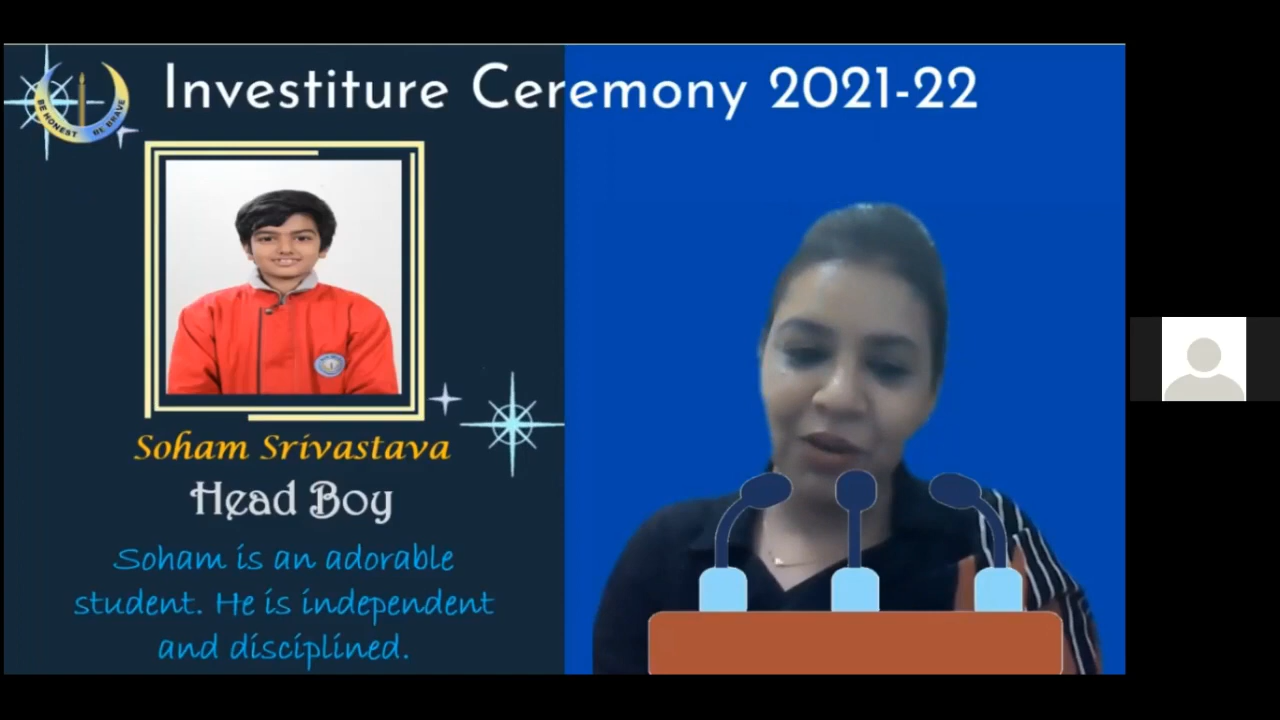 Investiture Ceremony 2021-22
BE HONEST BE BRAVE
Soham Srivastava
Head Boy
Soham is an adorable
student. He is independent
and disciplined.